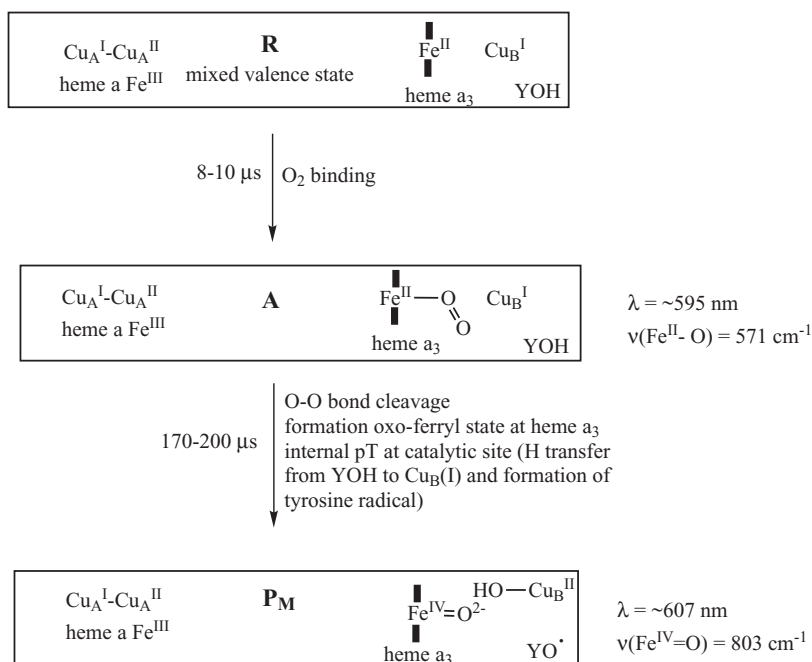 Cu_A^I-Cu_A^II R Fe^II Cu_B^I
heme a Fe^III mixed valence state
heme a_3 YOH
8-10 μs O_2 binding
Cu_A^I-Cu_A^II A Fe^II—O Cu_B^I
O
heme a Fe^III
heme a_3 YOH
λ = ~595 nm
ν(Fe^II- O) = 571 cm^-1
170-200 μs
O-O bond cleavage
formation oxo-ferryl state at heme a_3
internal pT at catalytic site (H transfer
from YOH to Cu_B(I) and formation of
tyrosine radical)
HO—Cu_B^II
Cu_A^I-Cu_A^II P_M Fe^IV=O^2-
heme a Fe^III
heme a_3 YO^•
λ = ~607 nm
ν(Fe^IV=O) = 803 cm^-1